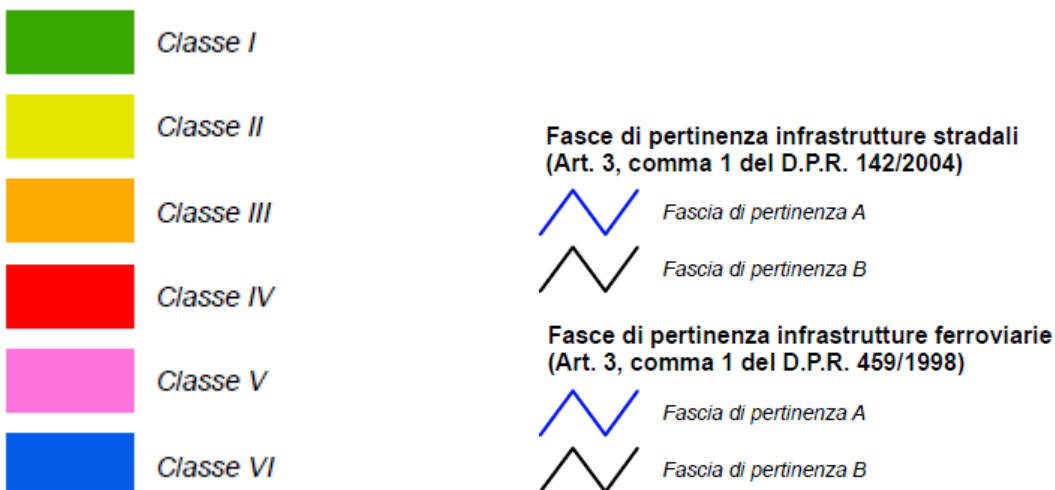 Classe I
Classe II
Classe III
Classe IV
Classe V
Classe VI
Fasce di pertinenza infrastrutture stradali
(Art. 3, comma 1 del D.P.R. 142/2004)
Fascia di pertinenza A
Fascia di pertinenza B
Fasce di pertinenza infrastrutture ferroviarie
(Art. 3, comma 1 del D.P.R. 459/1998)
Fascia di pertinenza A
Fascia di pertinenza B